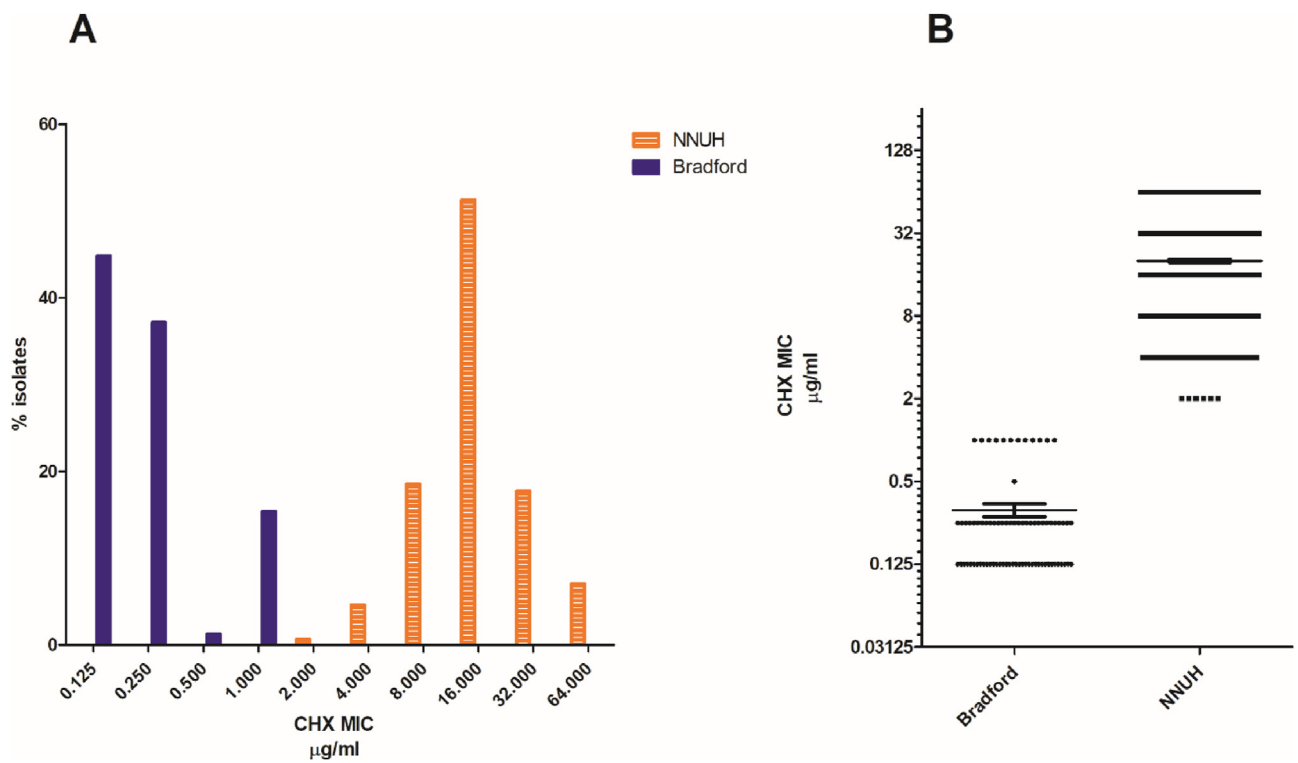 A
60
40
20
0
% isolates
0.125
0.250
0.500
1.000
2.000
4.000
8.000
16.000
32.000
64.000
CHX MIC
μg/ml
NNUH
Bradford
B
128
32
8
2
0.5
0.125
0.03125
CHX MIC
μg/ml
Bradford
NNUH